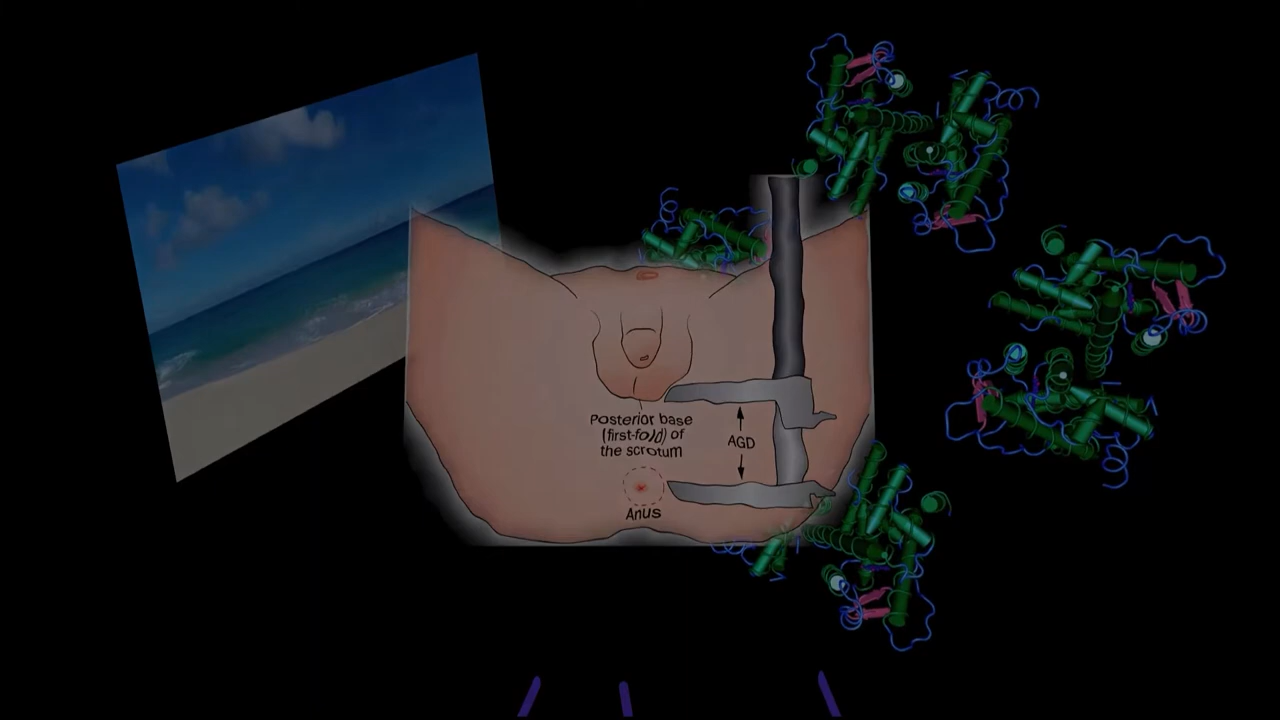 Posterior base
(first-fold) of
the scrotum
AGD
Anus